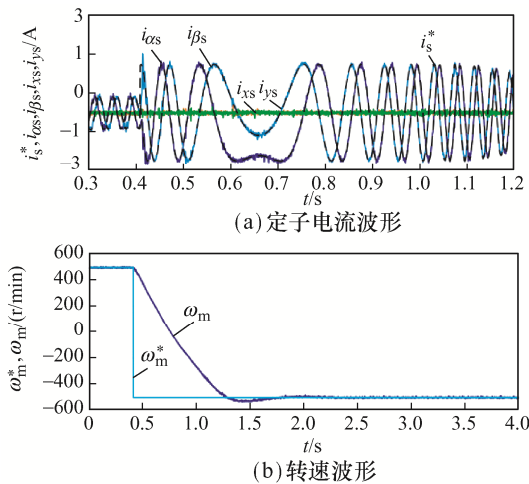 3
1
0
−1
−3
i*s, iαs, iβs, ixs, iys/A
iαs
iβs
ixs iys
i*s
0.3 0.4 0.5 0.6 0.7 0.8 0.9 1.0 1.1 1.2
t/s
(a)定子电流波形
600
400
200
0
−200
−400
−600
ω*m, ωm/(r/min)
ωm
ω*m
0 0.5 1.0 1.5 2.0 2.5 3.0 3.5 4.0
t/s
(b)转速波形